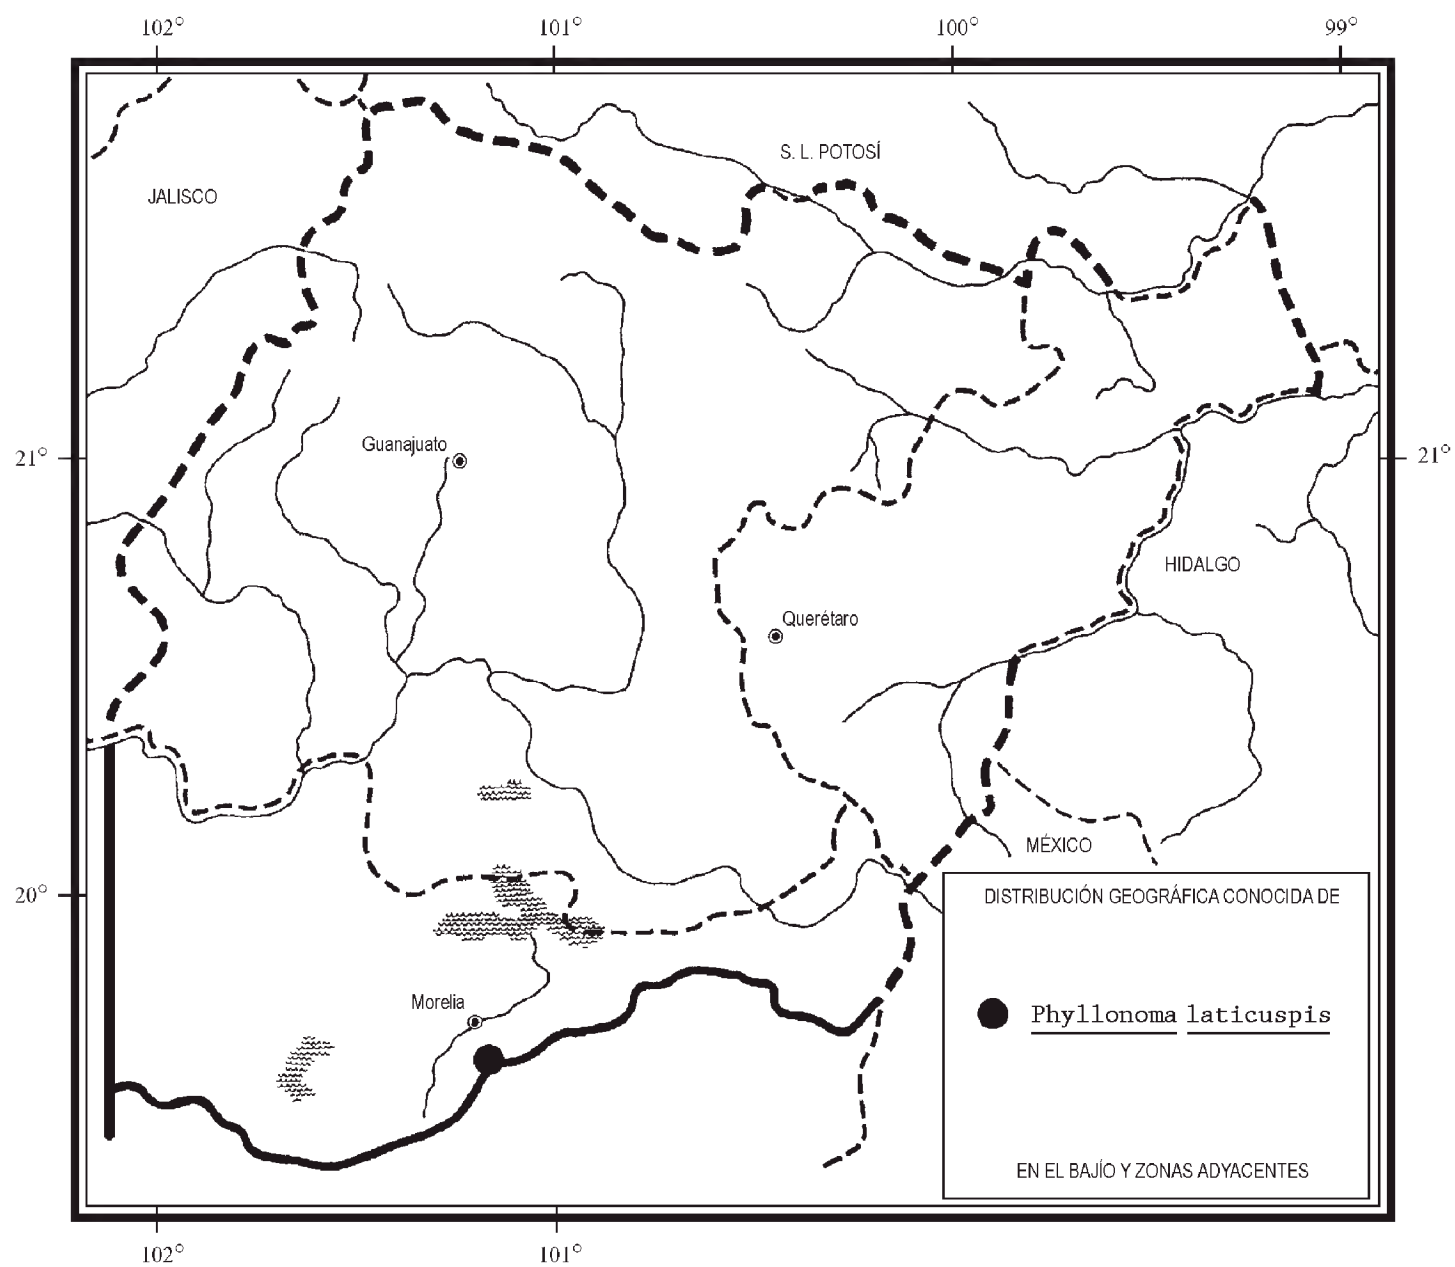 102° 101° 100° 99°
S. L. POTOSÍ
JALISCO
Guanajuato
21° 21°
HIDALGO
Querétaro
MÉXICO
20°
DISTRIBUCIÓN GEOGRÁFICA CONOCIDA DE
Morelia
Phyllonoma laticuspis
EN EL BAJÍO Y ZONAS ADYACENTES
102° 101°